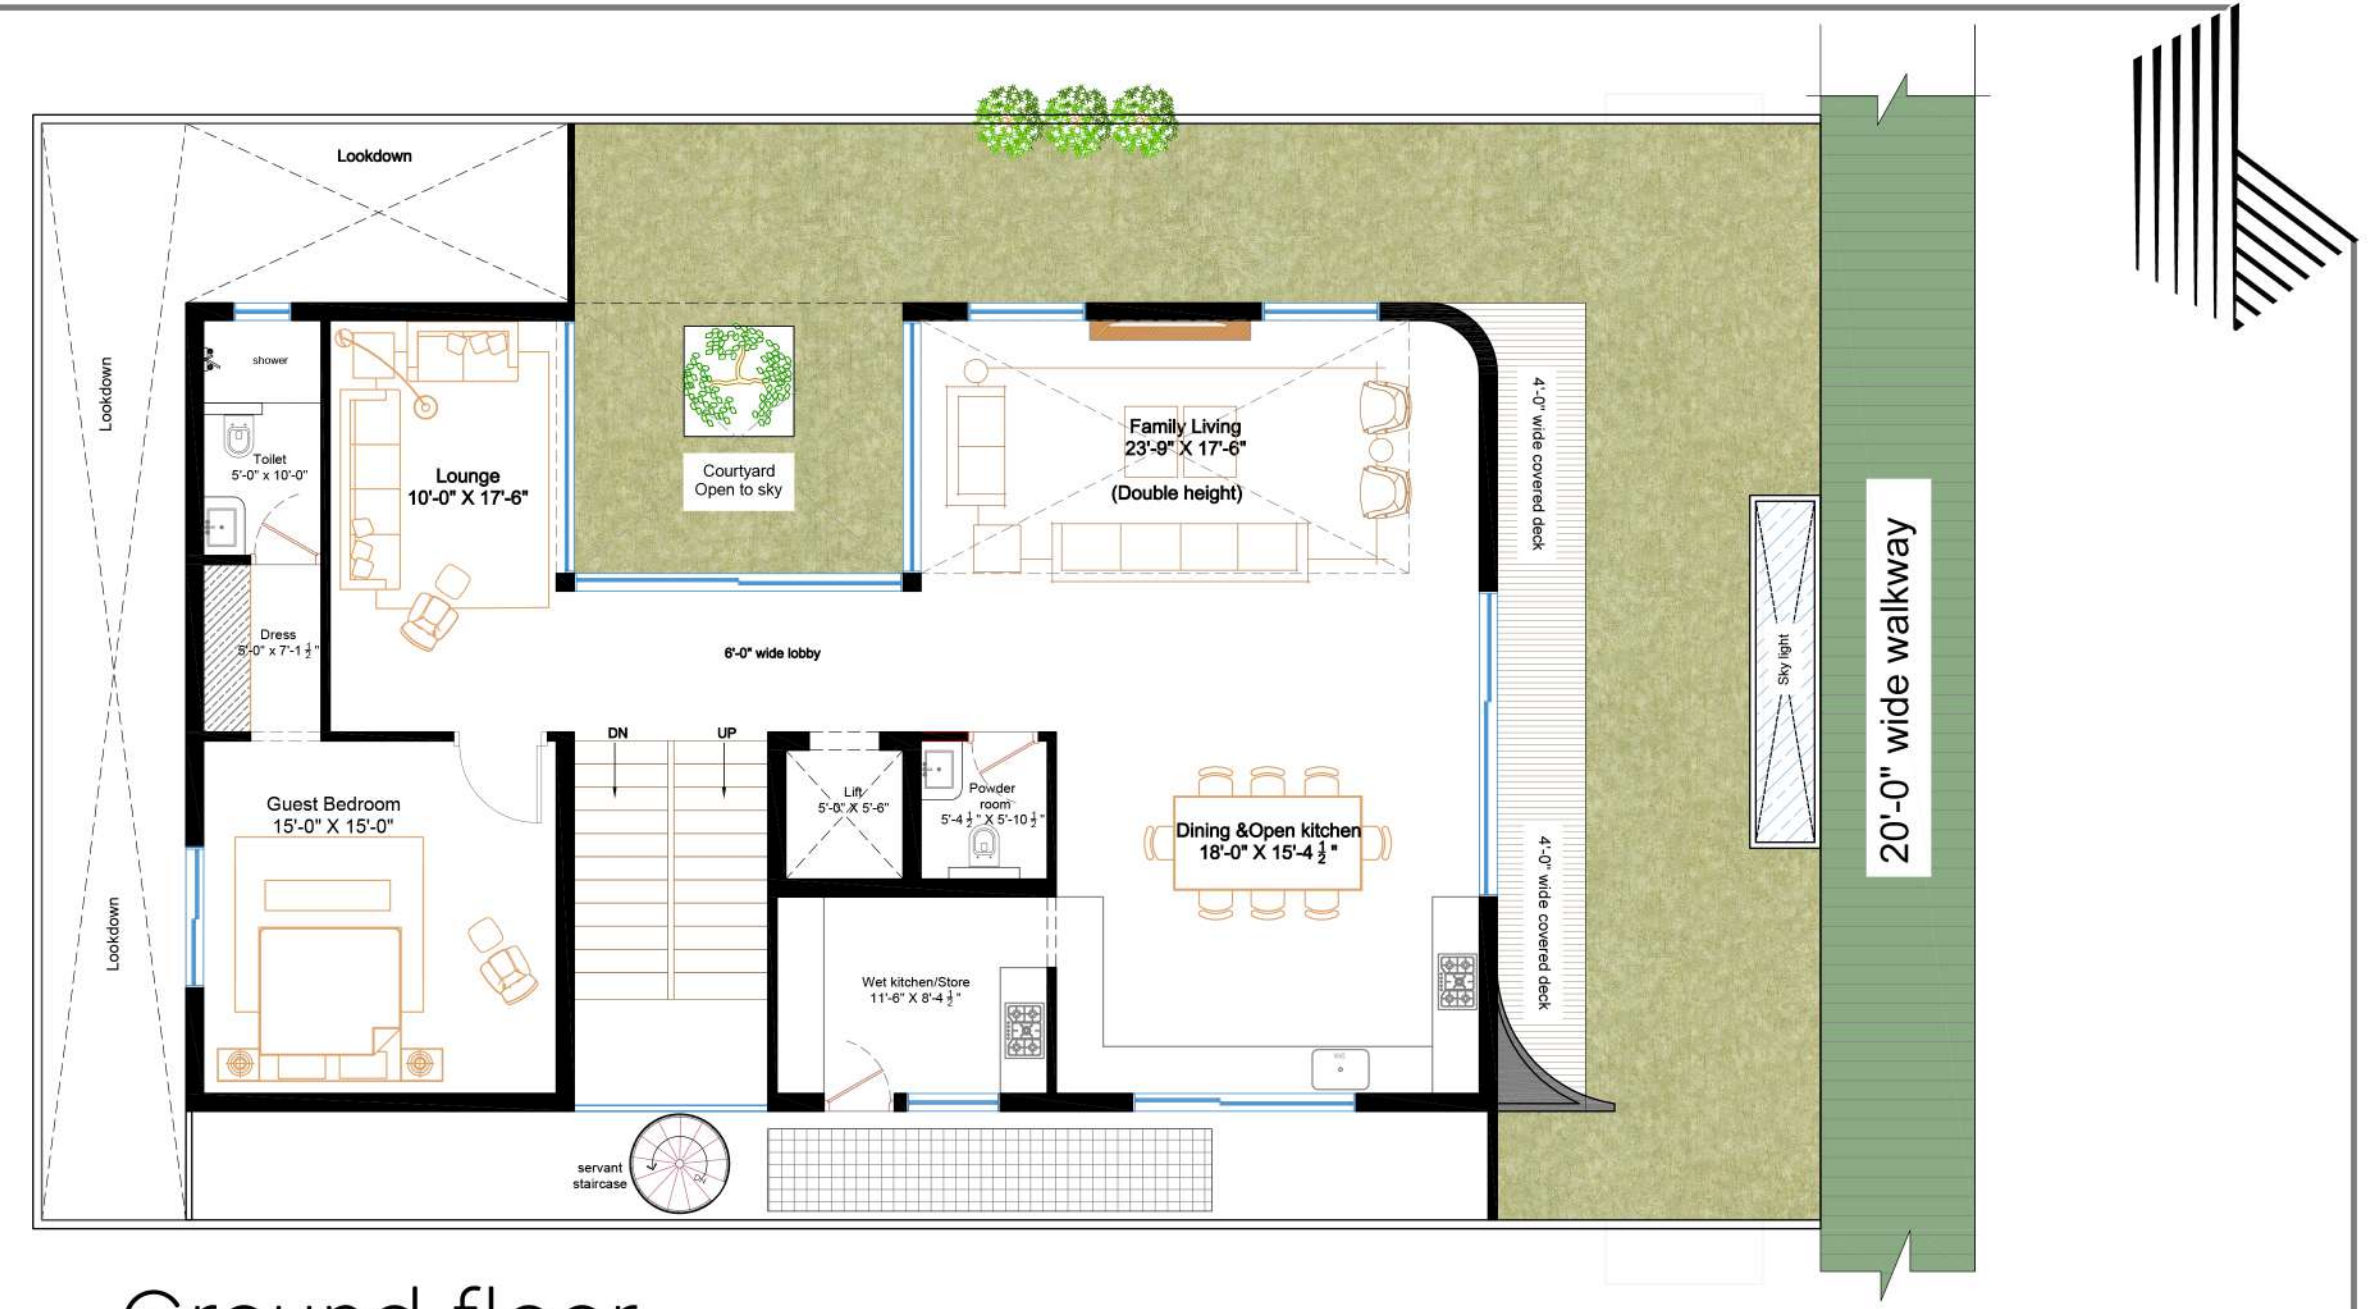 Lookdown
Lookdown
shower
Toilet
5'-0" x 10'-0"
Lounge
10'-0" X 17'-6"
Courtyard
Open to sky
Family Living
23'-9" X 17'-6"
(Double height)
4'-0" wide covered deck
Dress
5'-0" x 7'-1 1/2"
6'-0" wide lobby
Sky light
20'-0" wide walkway
DN
UP
Guest Bedroom
15'-0" X 15'-0"
Lift
5'-0" X 5'-6"
Powder
room
5'-4 1/2" X 5'-10 1/2"
Dining &Open kitchen
18'-0" X 15'-4 1/2"
4'-0" wide covered deck
Lookdown
Wet kitchen/Store
11'-6" X 8'-4 1/2"
servant
staircase
DN
Ground floor